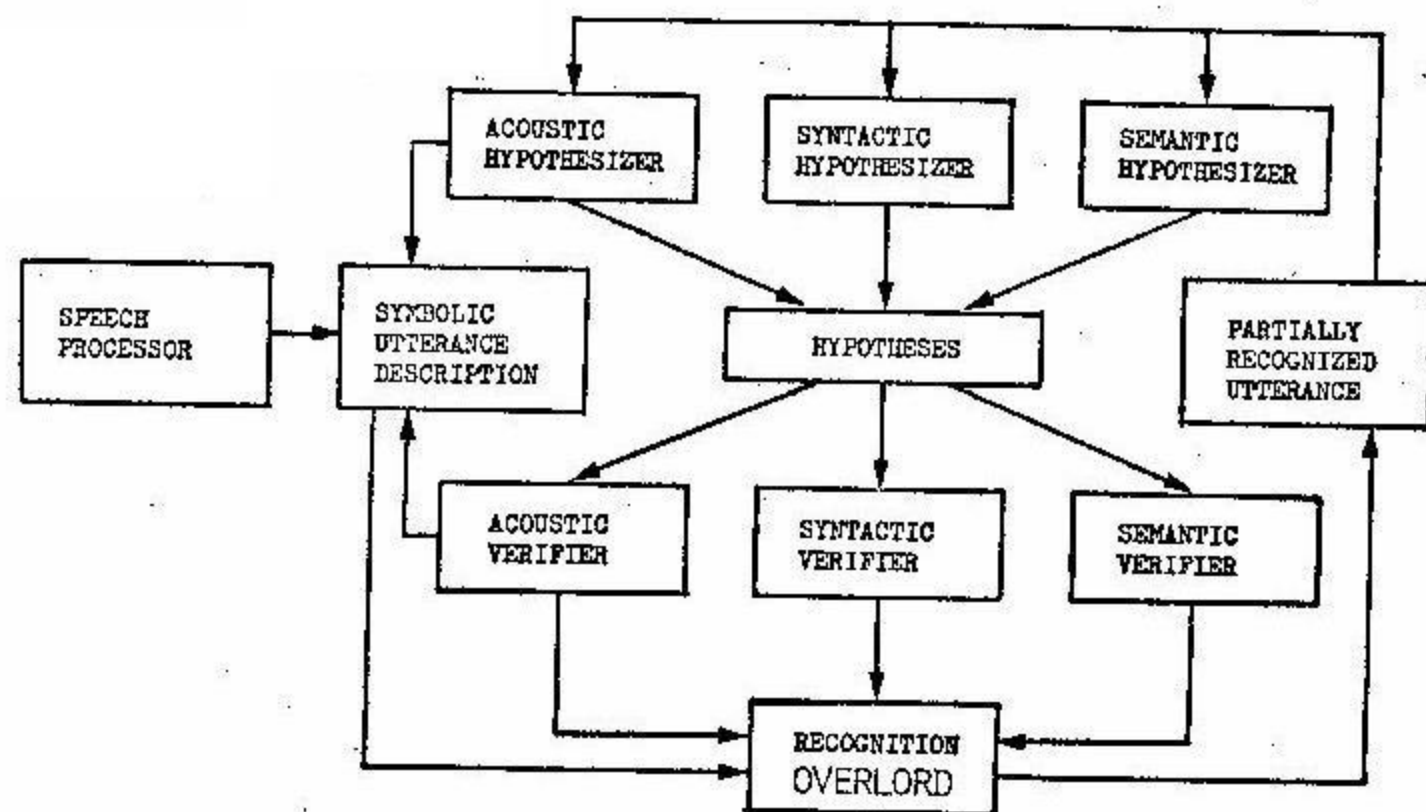 ACOUSTIC
HYPOTHESIZER
SYNTACTIC
HYPOTHESIZER
SEMANTIC
HYPOTHESIZER
SPEECH
PROCESSOR
SYMBOLIC
UTTERANCE
DESCRIPTION
HYPOTHESES
PARTIALLY
RECOGNIZED
UTTERANCE
ACOUSTIC
VERIFIER
SYNTACTIC
VERIFIER
SEMANTIC
VERIFIER
RECOGNITION
OVERLORD